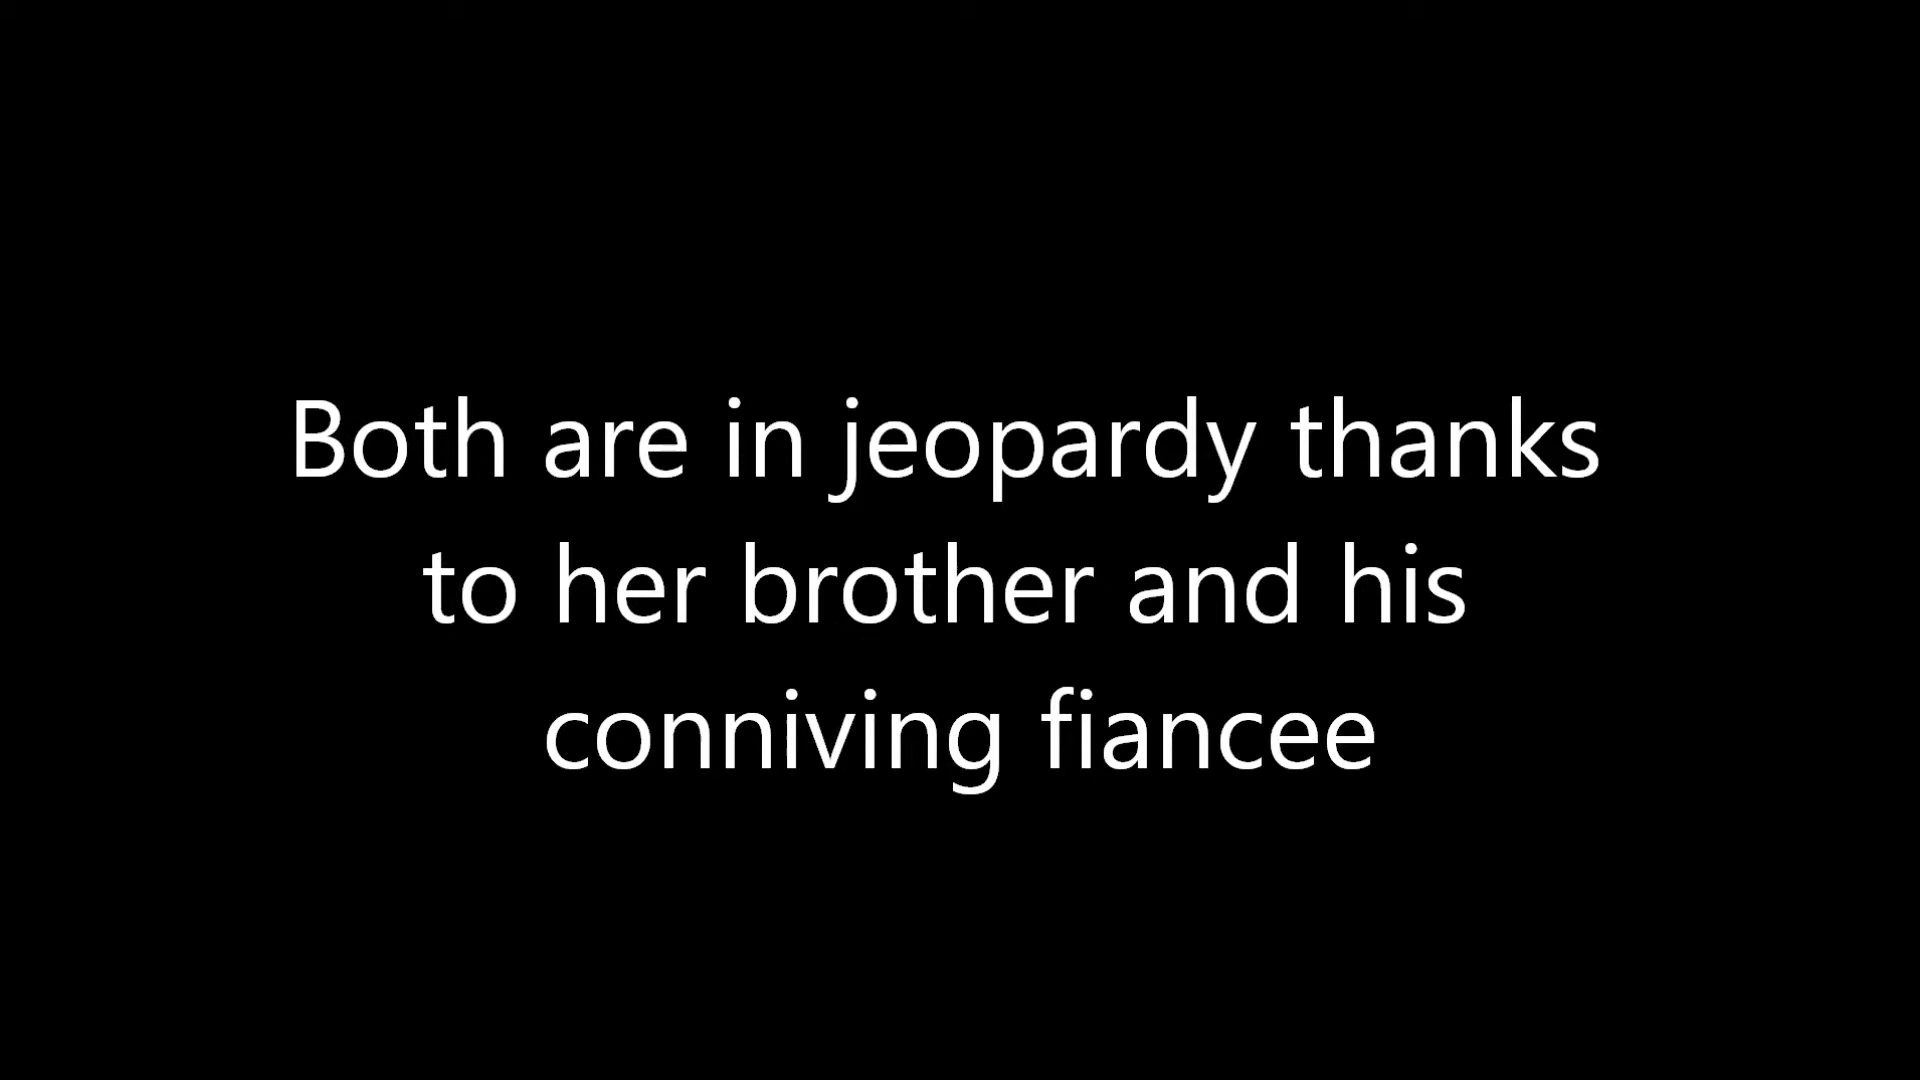 Both are in jeopardy thanks
to her brother and his
conniving fiancee